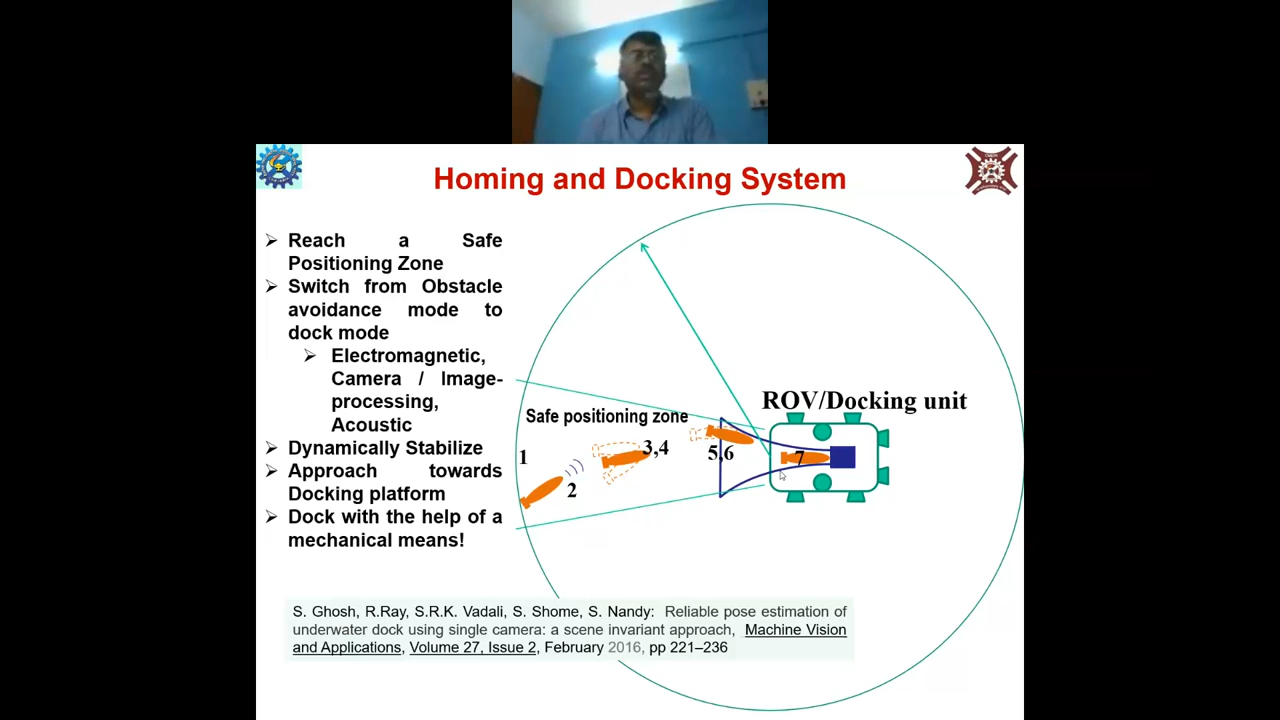 Homing and Docking System
➢ Reach a Safe
Positioning Zone
➢ Switch from Obstacle
avoidance mode to
dock mode
➢ Electromagnetic,
Camera / Image-
processing,
Acoustic
➢ Dynamically Stabilize
➢ Approach towards
Docking platform
➢ Dock with the help of a
mechanical means!
ROV/Docking unit
Safe positioning zone
1
2
3,4
5,6
7
S. Ghosh, R.Ray, S.R.K. Vadali, S. Shome, S. Nandy: Reliable pose estimation of
underwater dock using single camera: a scene invariant approach, Machine Vision
and Applications, Volume 27, Issue 2, February 2016, pp 221–236